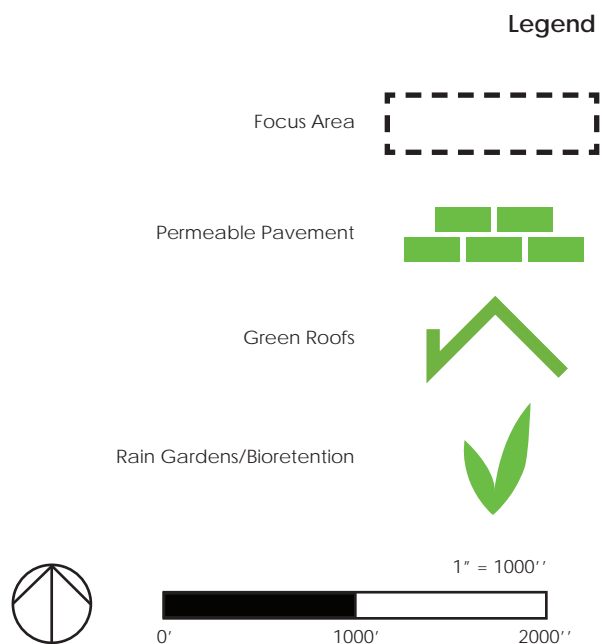 Legend
Focus Area
Permeable Pavement
Green Roofs
Rain Gardens/Bioretention
1" = 1000''
0' 1000' 2000''